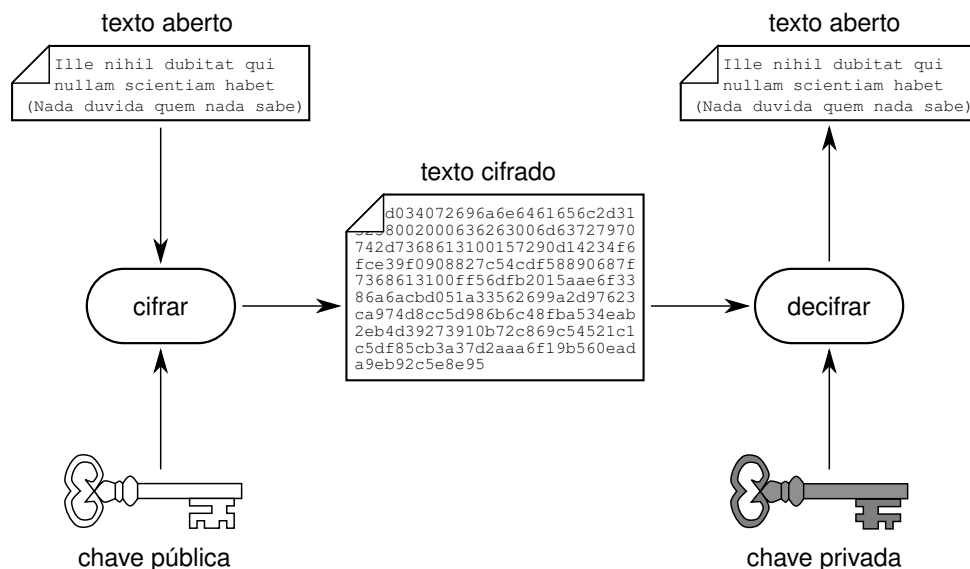 texto aberto
Ille nihil dubitat qui
nullam scientiam habet
(Nada duvida quem nada sabe)
texto aberto
Ille nihil dubitat qui
nullam scientiam habet
(Nada duvida quem nada sabe)
texto cifrado
d034072696a6e6461656c2d31
8002000636263006d63727970
742d7368613100157290d14234f6
fce39f0908827c54cdf58890687f
7368613100ff56dfb2015aae6f33
86a6acbd051a33562699a2d97623
ca974d8cc5d986b6c48fba534eab
2eb4d39273910b72c869c54521c1
c5df85cb3a37d2aaa6f19b560ead
a9eb92c5e8e95
cifrar
decifrar
chave pública
chave privada